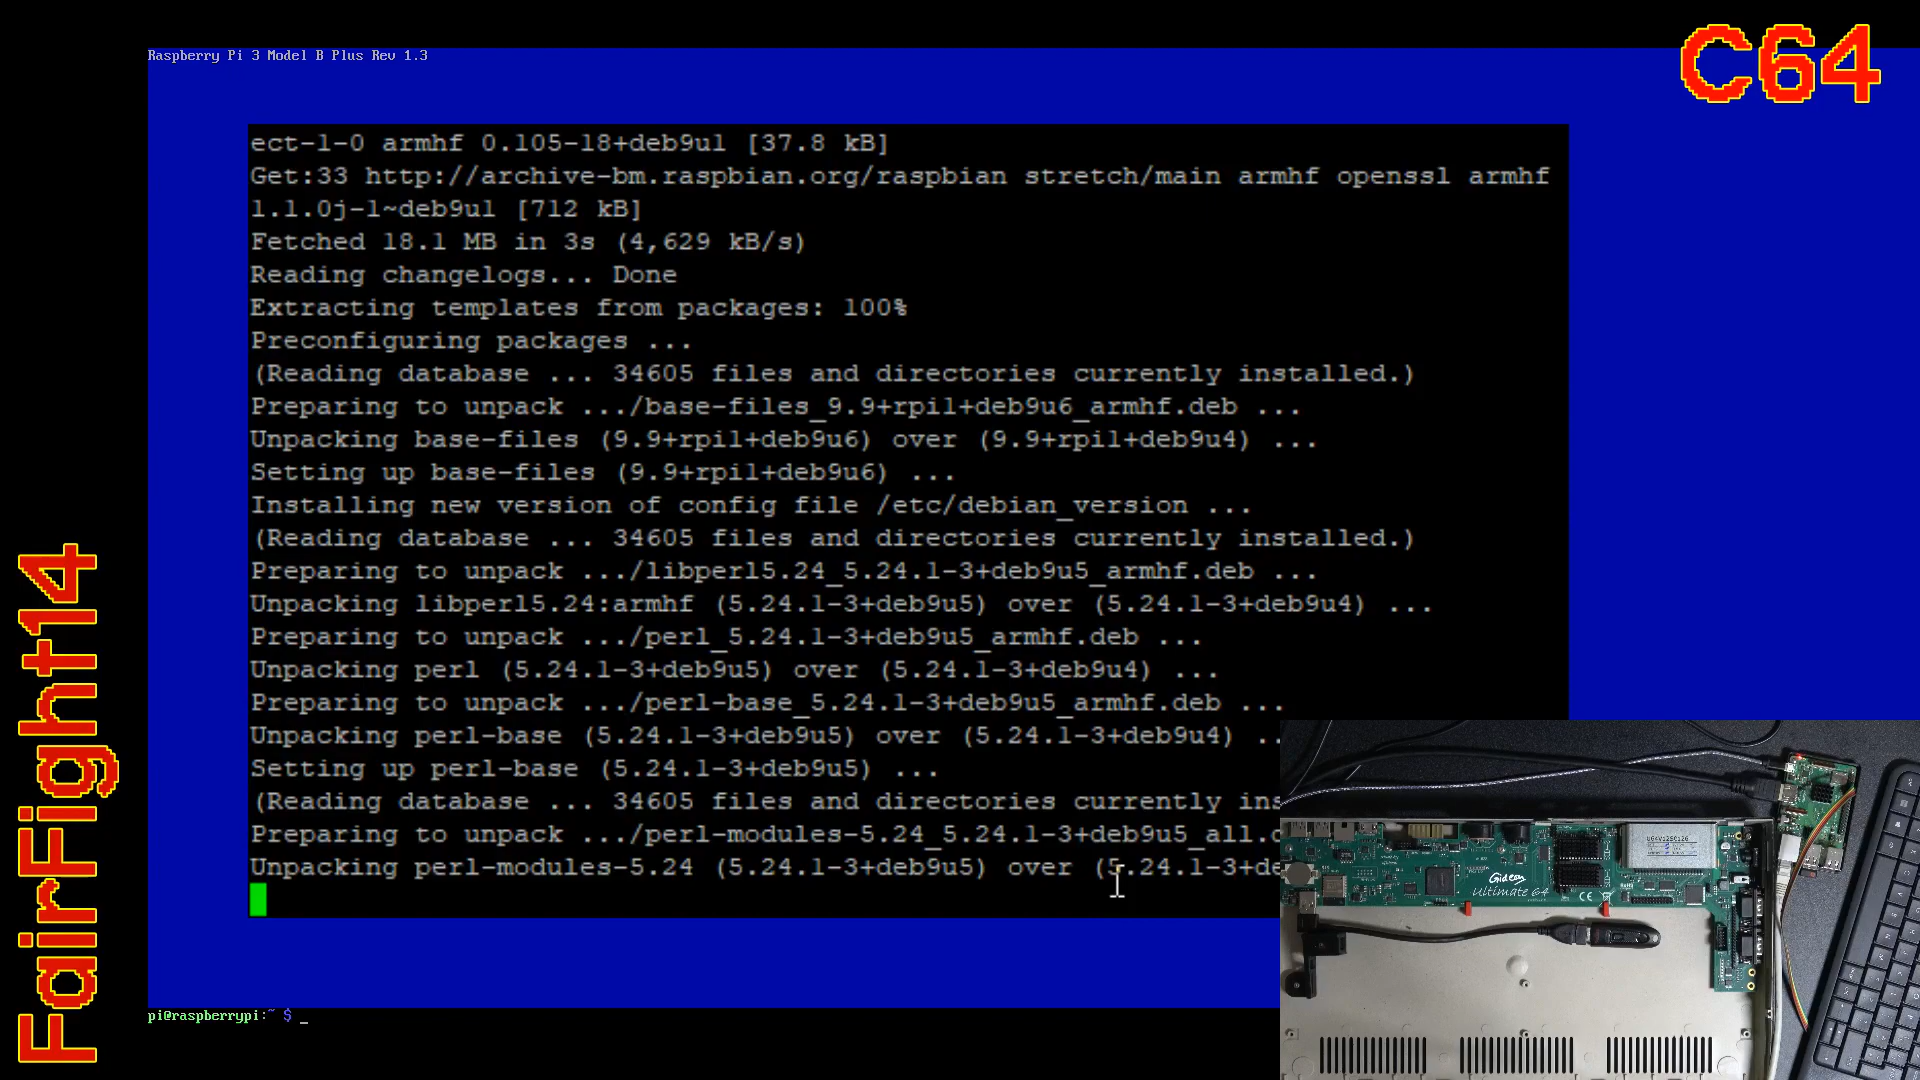 Raspberry Pi 3 Model B Plus Rev 1.3
C64
ect-1-0 armhf 0.105-18+deb9u1 [37.8 kB]
Get:33 http://archive-bm.raspbian.org/raspbian stretch/main armhf openssl armhf
1.1.0j-1~deb9u1 [712 kB]
Fetched 18.1 MB in 3s (4,629 kB/s)
Reading changelogs... Done
Extracting templates from packages: 100%
Preconfiguring packages ...
(Reading database ... 34605 files and directories currently installed.)
Preparing to unpack .../base-files_9.9+rpi1+deb9u6_armhf.deb ...
Unpacking base-files (9.9+rpi1+deb9u6) over (9.9+rpi1+deb9u4) ...
Setting up base-files (9.9+rpi1+deb9u6) ...
Installing new version of config file /etc/debian_version ...
(Reading database ... 34605 files and directories currently installed.)
Preparing to unpack .../libperl5.24_5.24.1-3+deb9u5_armhf.deb ...
Unpacking libperl5.24:armhf (5.24.1-3+deb9u5) over (5.24.1-3+deb9u4) ...
Preparing to unpack .../perl_5.24.1-3+deb9u5_armhf.deb ...
Unpacking perl (5.24.1-3+deb9u5) over (5.24.1-3+deb9u4) ...
Preparing to unpack .../perl-base_5.24.1-3+deb9u5_armhf.deb ...
Unpacking perl-base (5.24.1-3+deb9u5) over (5.24.1-3+deb9u4) ..
Setting up perl-base (5.24.1-3+deb9u5) ...
(Reading database ... 34605 files and directories currently ins
Preparing to unpack .../perl-modules-5.24_5.24.1-3+deb9u5_all.d
Unpacking perl-modules-5.24 (5.24.1-3+deb9u5) over (5.24.1-3+de
pi@raspberrypi:~ $ _
FairFight14
Gideon
Ultimate 64
CE